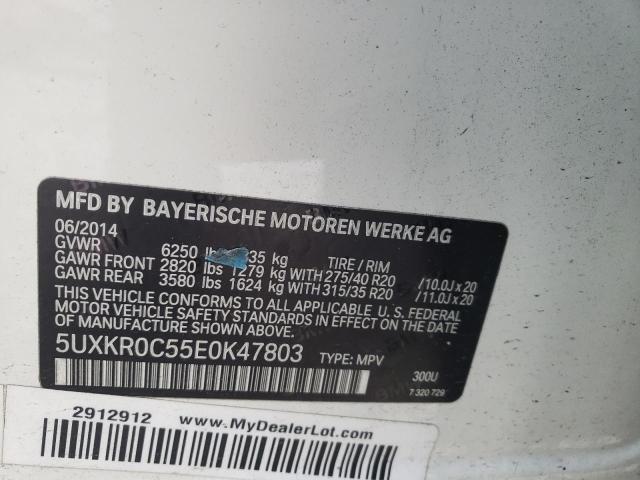 MFD BY BAYERISCHE MOTOREN WERKE AG
06/2014
GVWR 6250 lbs 35 kg TIRE / RIM
GAWR FRONT 2820 lbs 1279 kg WITH 275/40 R20 /10.0J x 20
GAWR REAR 3580 lbs 1624 kg WITH 315/35 R20 /11.0J x 20
THIS VEHICLE CONFORMS TO ALL APPLICABLE U. S. FEDERAL
MOTOR VEHICLE SAFETY STANDARDS IN EFFECT ON THE
DATE OF MANUFACTURE SHOWN ABOVE.
5UXKR0C55E0K47803 TYPE: MPV
300U
7 320 729
2912912 www.MyDealerLot.com